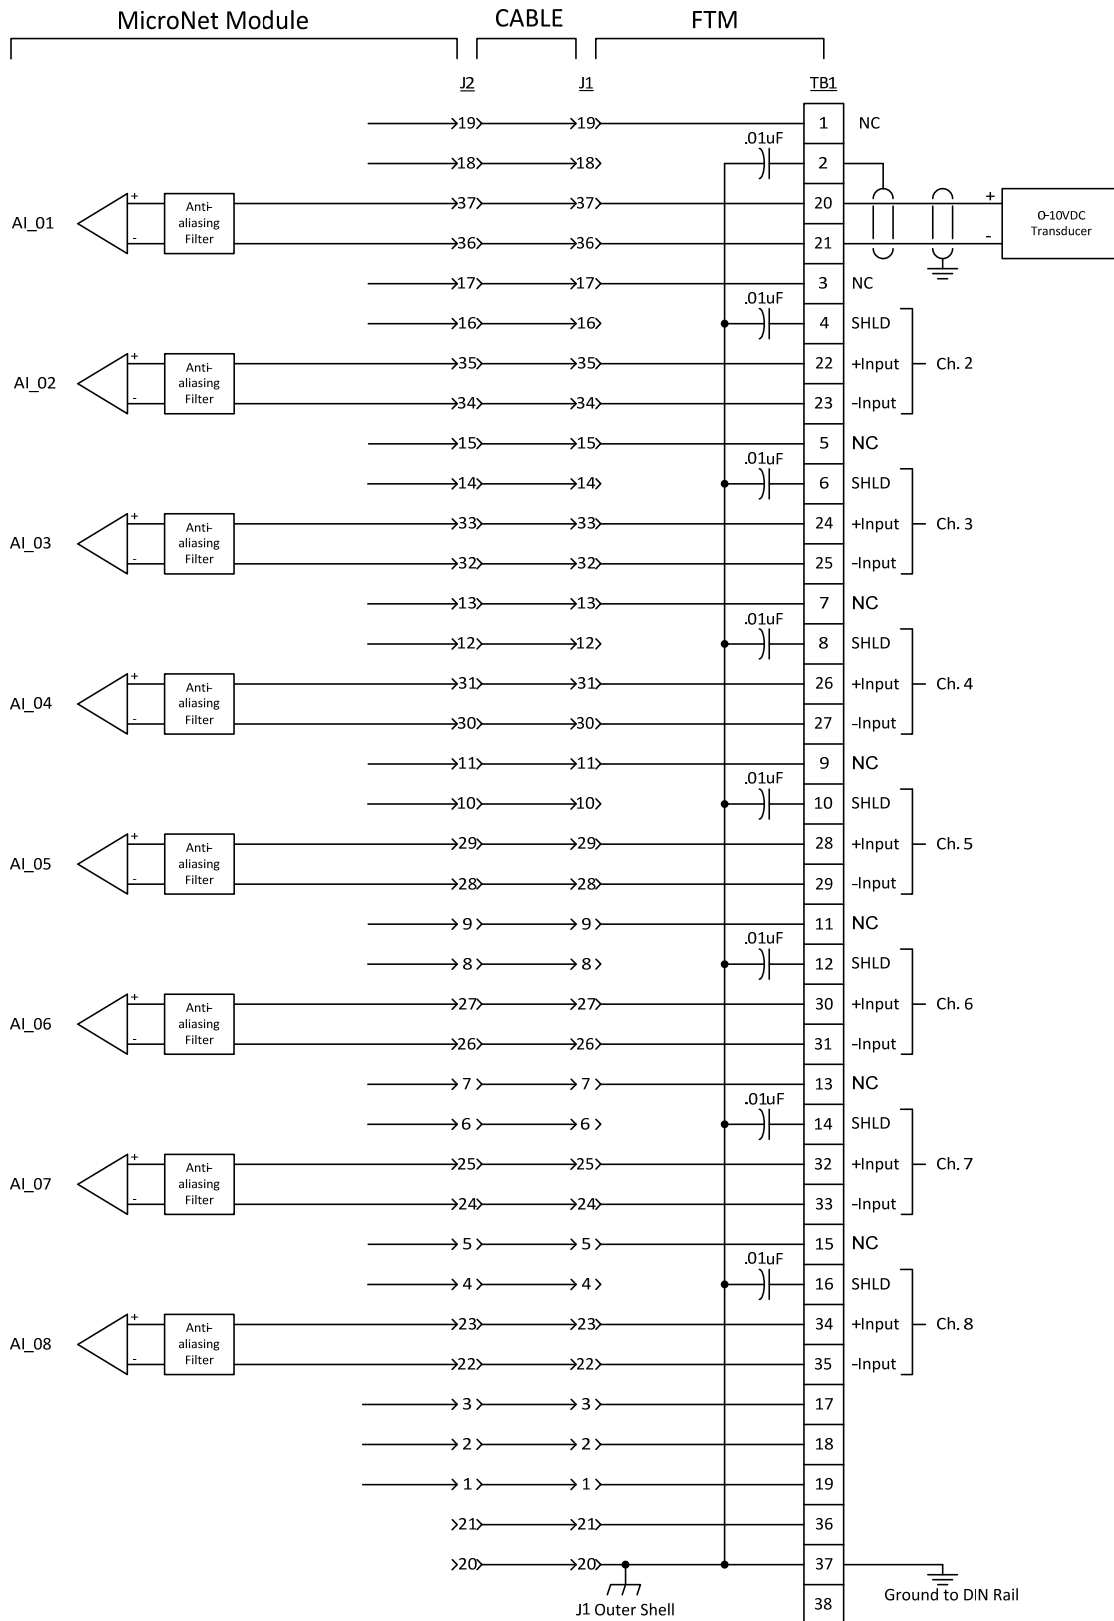 MicroNet Module CABLE FTM
J2 J1 TB1
19 19 1 NC
.01uF
18 18 2
AI_01 + - Anti-aliasing Filter 37 37 20 + 0-10VDC Transducer
36 36 21 -
17 17 3 NC
.01uF
16 16 4 SHLD
AI_02 + - Anti-aliasing Filter 35 35 22 +Input Ch. 2
34 34 23 -Input
15 15 5 NC
.01uF
14 14 6 SHLD
AI_03 + - Anti-aliasing Filter 33 33 24 +Input Ch. 3
32 32 25 -Input
13 13 7 NC
.01uF
12 12 8 SHLD
AI_04 + - Anti-aliasing Filter 31 31 26 +Input Ch. 4
30 30 27 -Input
11 11 9 NC
.01uF
10 10 10 SHLD
AI_05 + - Anti-aliasing Filter 29 29 28 +Input Ch. 5
28 28 29 -Input
9 9 11 NC
.01uF
8 8 12 SHLD
AI_06 + - Anti-aliasing Filter 27 27 30 +Input Ch. 6
26 26 31 -Input
7 7 13 NC
.01uF
6 6 14 SHLD
AI_07 + - Anti-aliasing Filter 25 25 32 +Input Ch. 7
24 24 33 -Input
5 5 15 NC
.01uF
4 4 16 SHLD
AI_08 + - Anti-aliasing Filter 23 23 34 +Input Ch. 8
22 22 35 -Input
3 3 17
2 2 18
1 1 19
21 21 36
20 20 37
J1 Outer Shell 38 Ground to DIN Rail